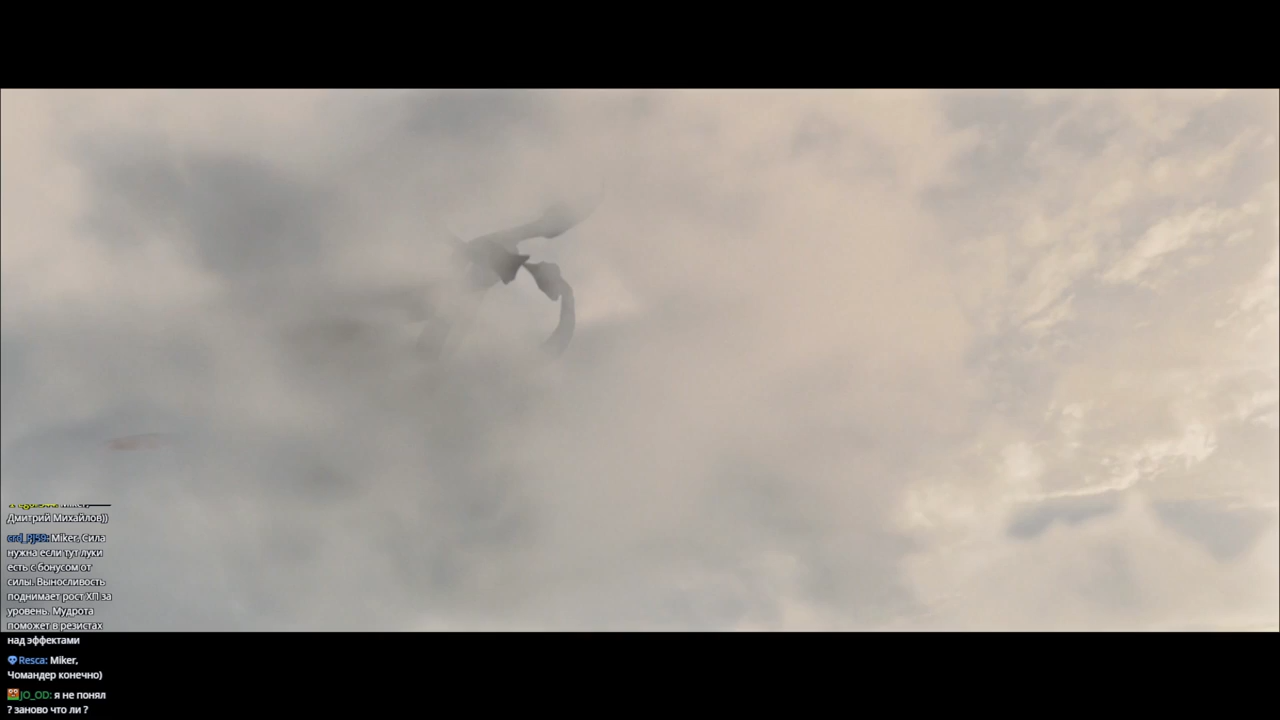 Дмитрий Михайлов))
crd_RJ59: Miker, Сила
нужна если тут луки
есть с бонусом от
силы. Выносливость
поднимает рост ХП за
уровень. Мудрота
поможет в резистах
над эффектами
Resca: Miker,
Чомандер конечно)
JO_OD: я не понял
? заново что ли ?